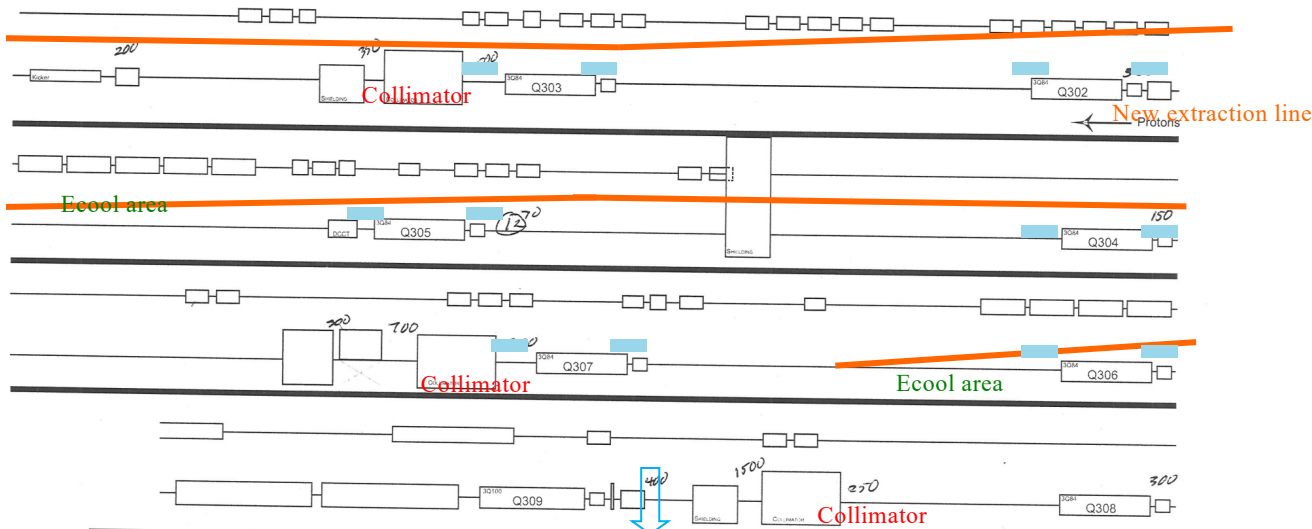 200
Kicker
SHIELDING
Collimator
3Q84
Q303
3Q84
Q302
New extraction line
Protons
Ecool area
DCCT
3Q84
Q305
12
70
SHIELDING
150
3Q84
Q304
700
Collimator
3Q84
Q307
Ecool area
3Q84
Q306
3Q100
Q309
400
SHIELDING
1500
COLLIMATOR
Collimator
3Q84
Q308
300